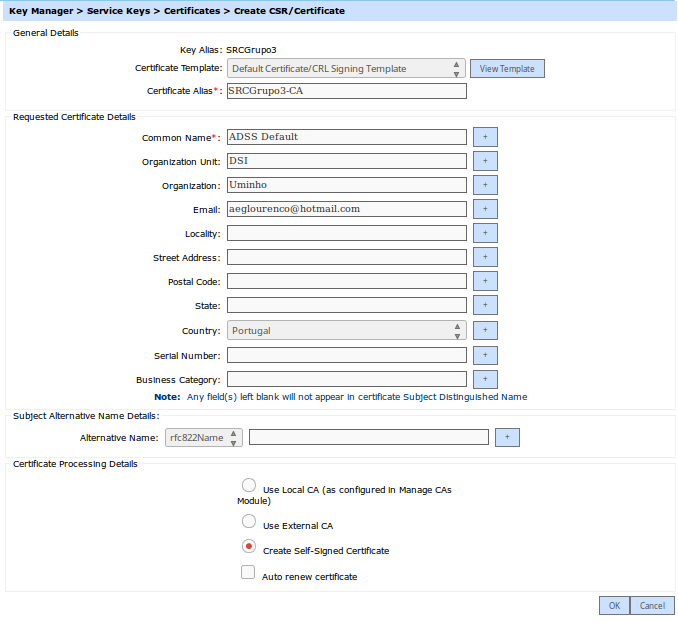 Key Manager > Service Keys > Certificates > Create CSR/Certificate
General Details
Key Alias: SRCGrupo3
Certificate Template: Default Certificate/CRL Signing Template View Template
Certificate Alias*: SRCGrupo3-CA
Requested Certificate Details
Common Name*: ADSS Default +
Organization Unit: DSI +
Organization: Uminho +
Email: aeglourenco@hotmail.com +
Locality: +
Street Address: +
Postal Code: +
State: +
Country: Portugal +
Serial Number: +
Business Category: +
Note: Any field(s) left blank will not appear in certificate Subject Distinguished Name
Subject Alternative Name Details:
Alternative Name: rfc822Name +
Certificate Processing Details
Use Local CA (as configured in Manage CAs
Module)
Use External CA
Create Self-Signed Certificate
Auto renew certificate
OK Cancel